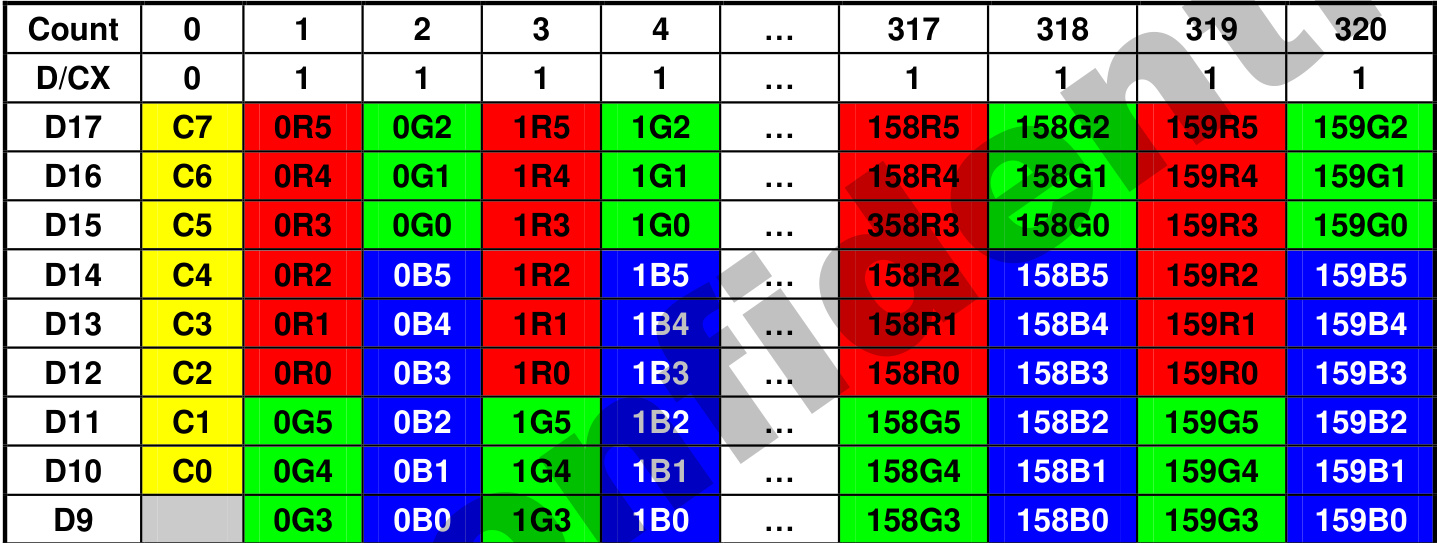 Count 0 1 2 3 4 ... 317 318 319 320
D/CX 0 1 1 1 1 ... 1 1 1 1
D17 C7 0R5 0G2 1R5 1G2 ... 158R5 158G2 159R5 159G2
D16 C6 0R4 0G1 1R4 1G1 ... 158R4 158G1 159R4 159G1
D15 C5 0R3 0G0 1R3 1G0 ... 358R3 158G0 159R3 159G0
D14 C4 0R2 0B5 1R2 1B5 ... 158R2 158B5 159R2 159B5
D13 C3 0R1 0B4 1R1 1B4 ... 158R1 158B4 159R1 159B4
D12 C2 0R0 0B3 1R0 1B3 ... 158R0 158B3 159R0 159B3
D11 C1 0G5 0B2 1G5 1B2 ... 158G5 158B2 159G5 159B2
D10 C0 0G4 0B1 1G4 1B1 ... 158G4 158B1 159G4 159B1
D9 0G3 0B0 1G3 1B0 ... 158G3 158B0 159G3 159B0
onfident